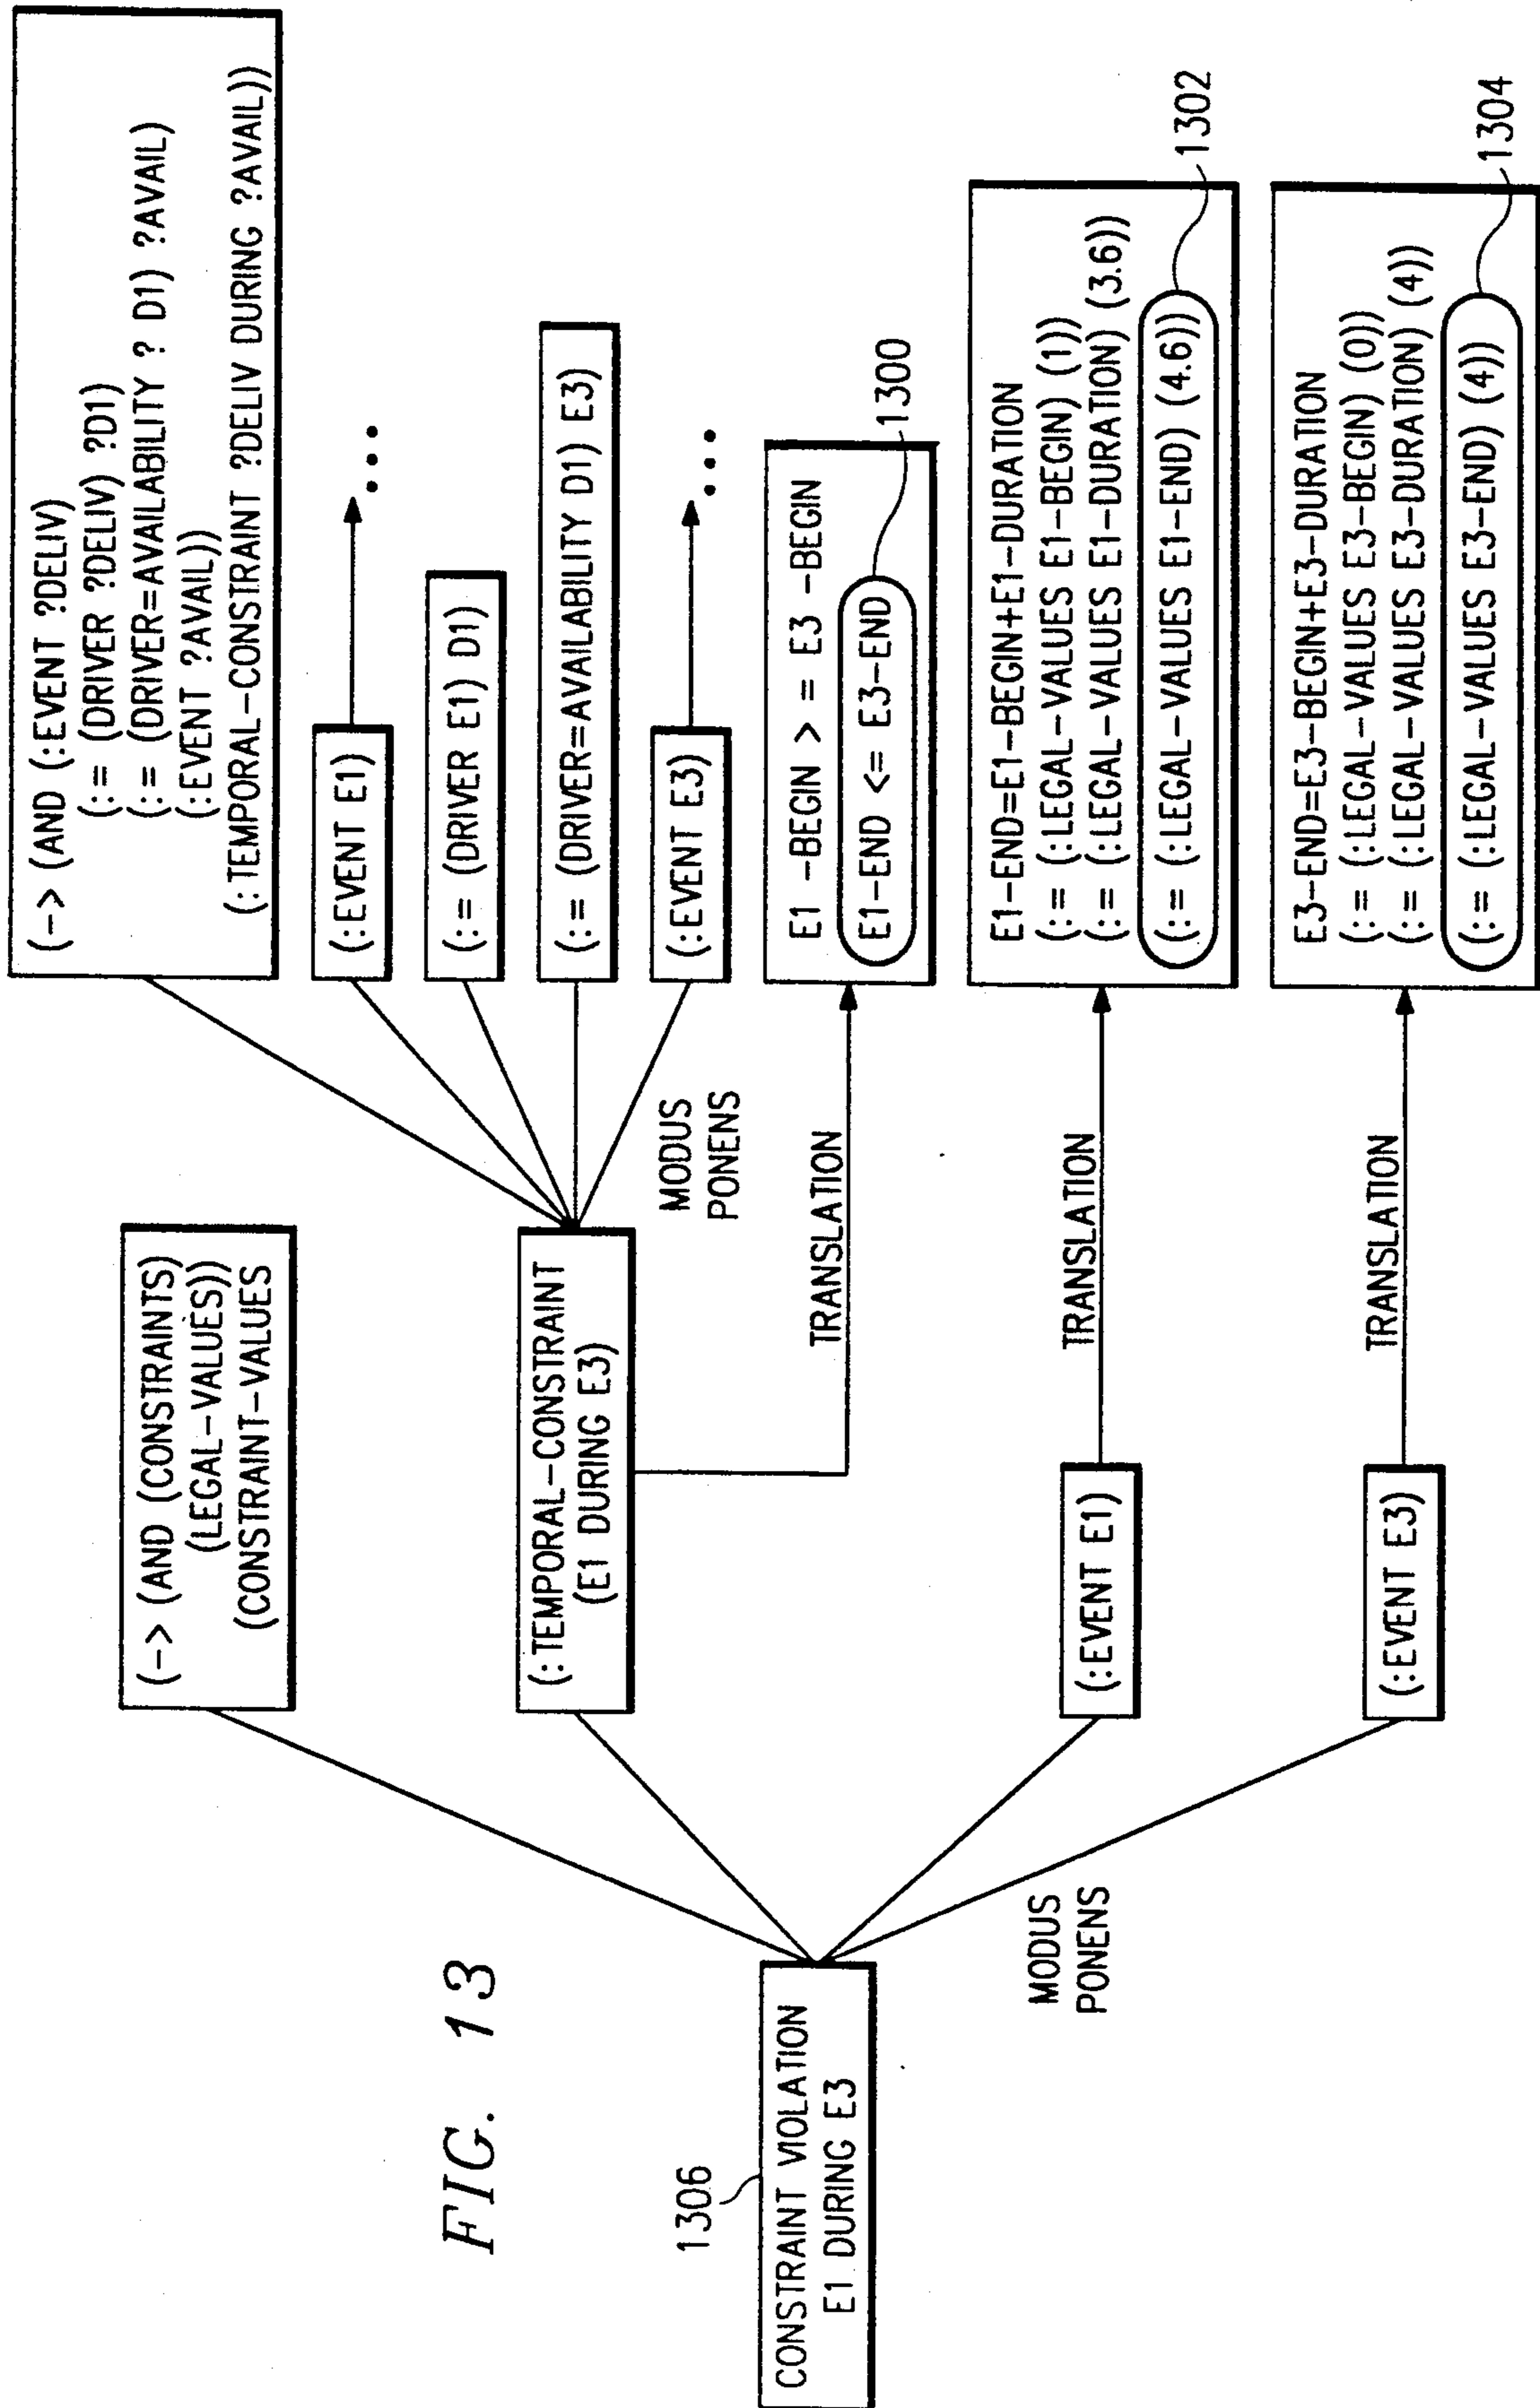 FIG. 13
1306
CONSTRAINT VIOLATION
E1 DURING E3
MODUS
PONENS
(-> (AND (CONSTRAINTS)
(LEGAL-VALUES))
(CONSTRAINT-VALUES
(:TEMPORAL-CONSTRAINT
(E1 DURING E3)
(:EVENT E1)
(:EVENT E3)
MODUS
PONENS
TRANSLATION
TRANSLATION
TRANSLATION
(-> (AND (:EVENT ?DELIV)
(:= (DRIVER ?DELIV) ?D1)
(:= (DRIVER=AVAILABILITY ? D1) ?AVAIL)
(:EVENT ?AVAIL))
(:TEMPORAL-CONSTRAINT ?DELIV DURING ?AVAIL))
(:EVENT E1)
•••
(:= (DRIVER E1) D1)
(:= (DRIVER=AVAILABILITY D1) E3)
(:EVENT E3)
•••
E1 -BEGIN > = E3 -BEGIN
E1-END <= E3-END
1300
E1-END=E1-BEGIN+E1-DURATION
(:= (:LEGAL-VALUES E1-BEGIN) (1))
(:= (:LEGAL-VALUES E1-DURATION) (3.6))
(:= (:LEGAL-VALUES E1-END) (4.6))
1302
E3-END=E3-BEGIN+E3-DURATION
(:= (:LEGAL-VALUES E3-BEGIN) (0))
(:= (:LEGAL-VALUES E3-DURATION) (4))
(:= (:LEGAL-VALUES E3-END) (4))
1304